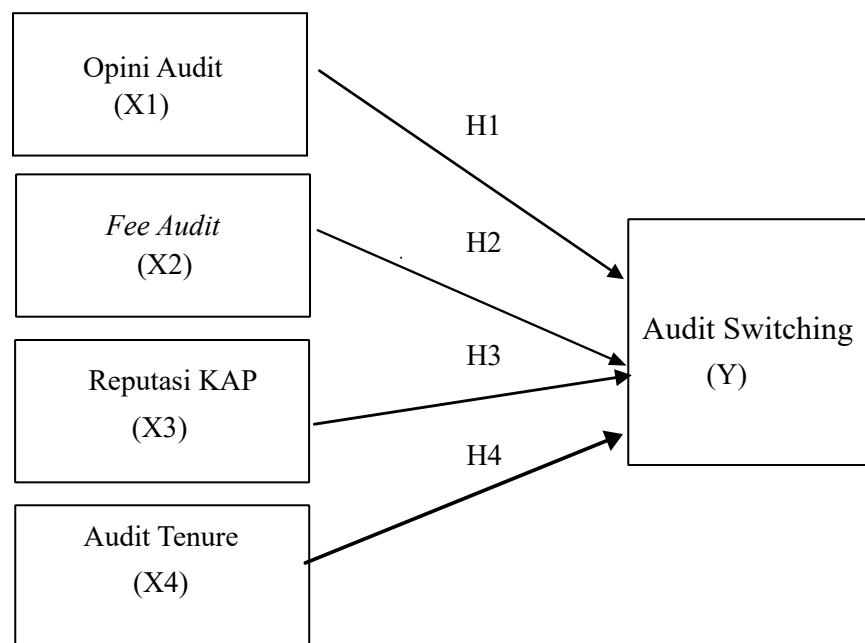 Opini Audit
(X1)
H1
Fee Audit
(X2)
H2
Reputasi KAP
(X3)
H3
Audit Tenure
(X4)
H4
Audit Switching
(Y)